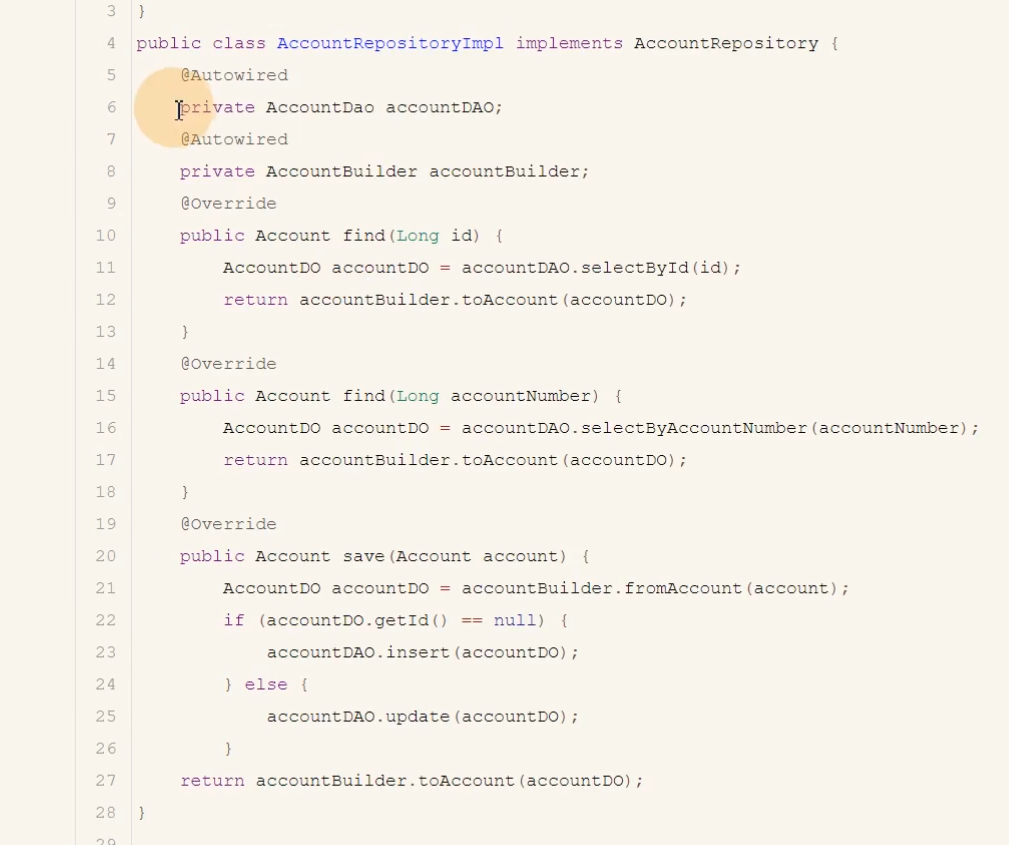 3 }
4 public class AccountRepositoryImpl implements AccountRepository {
5     @Autowired
6     private AccountDao accountDAO;
7     @Autowired
8     private AccountBuilder accountBuilder;
9     @Override
10     public Account find(Long id) {
11         AccountDO accountDO = accountDAO.selectById(id);
12         return accountBuilder.toAccount(accountDO);
13     }
14     @Override
15     public Account find(Long accountNumber) {
16         AccountDO accountDO = accountDAO.selectByAccountNumber(accountNumber);
17         return accountBuilder.toAccount(accountDO);
18     }
19     @Override
20     public Account save(Account account) {
21         AccountDO accountDO = accountBuilder.fromAccount(account);
22         if (accountDO.getId() == null) {
23             accountDAO.insert(accountDO);
24         } else {
25             accountDAO.update(accountDO);
26         }
27     return accountBuilder.toAccount(accountDO);
28 }
29